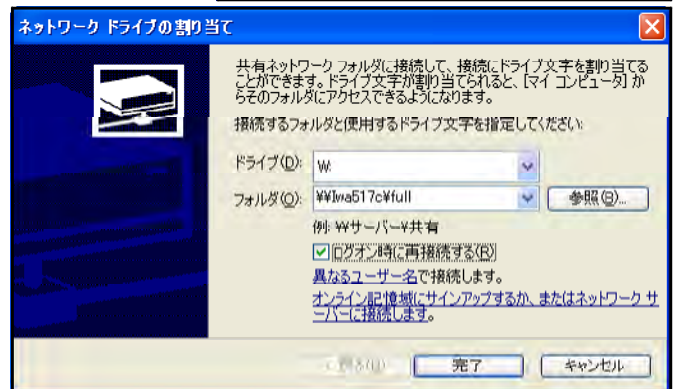 ネットワーク ドライブの割り当て
共有ネットワーク フォルダに接続して、接続にドライブ文字を割り当てる
ことができます。ドライブ文字が割り当てられると、[マイ コンピュータ] か
らそのフォルダにアクセスできるようになります。
接続するフォルダと使用するドライブ文字を指定してください:
ドライブ(D): W:
フォルダ(O): ¥¥Iwa517c¥full 参照(B)...
例: ¥¥サーバー¥共有
ログオン時に再接続する(R)
異なるユーザー名で接続します。
オンライン記憶域にサインアップするか、またはネットワーク サ
ーバーに接続します。
完了 キャンセル